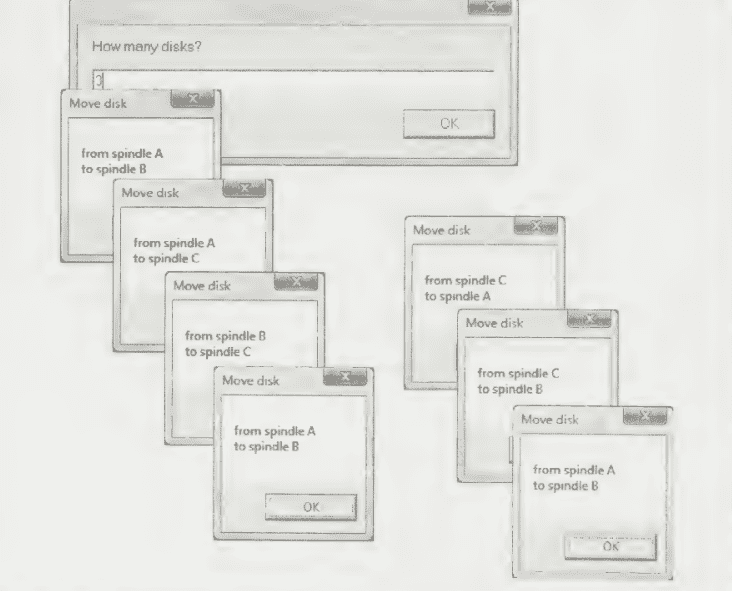 How many disks?
3
OK
Move disk
from spindle A
to spindle B
Move disk
from spindle A
to spindle C
Move disk
from spindle B
to spindle C
Move disk
from spindle A
to spindle B
OK
Move disk
from spindle C
to spindle A
Move disk
from spindle C
to spindle B
Move disk
from spindle A
to spindle B
OK